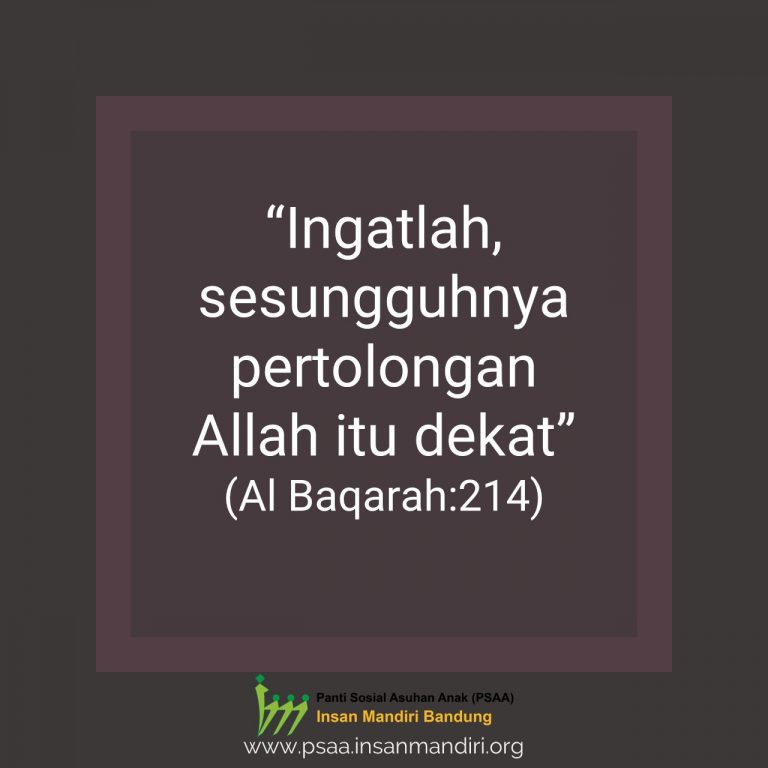 “Ingatlah,
sesungguhnya
pertolongan
Allah itu dekat”
(Al Baqarah:214)
Panti Sosial Asuhan Anak (PSAA)
Insan Mandiri Bandung
www.psaa.insanmandiri.org